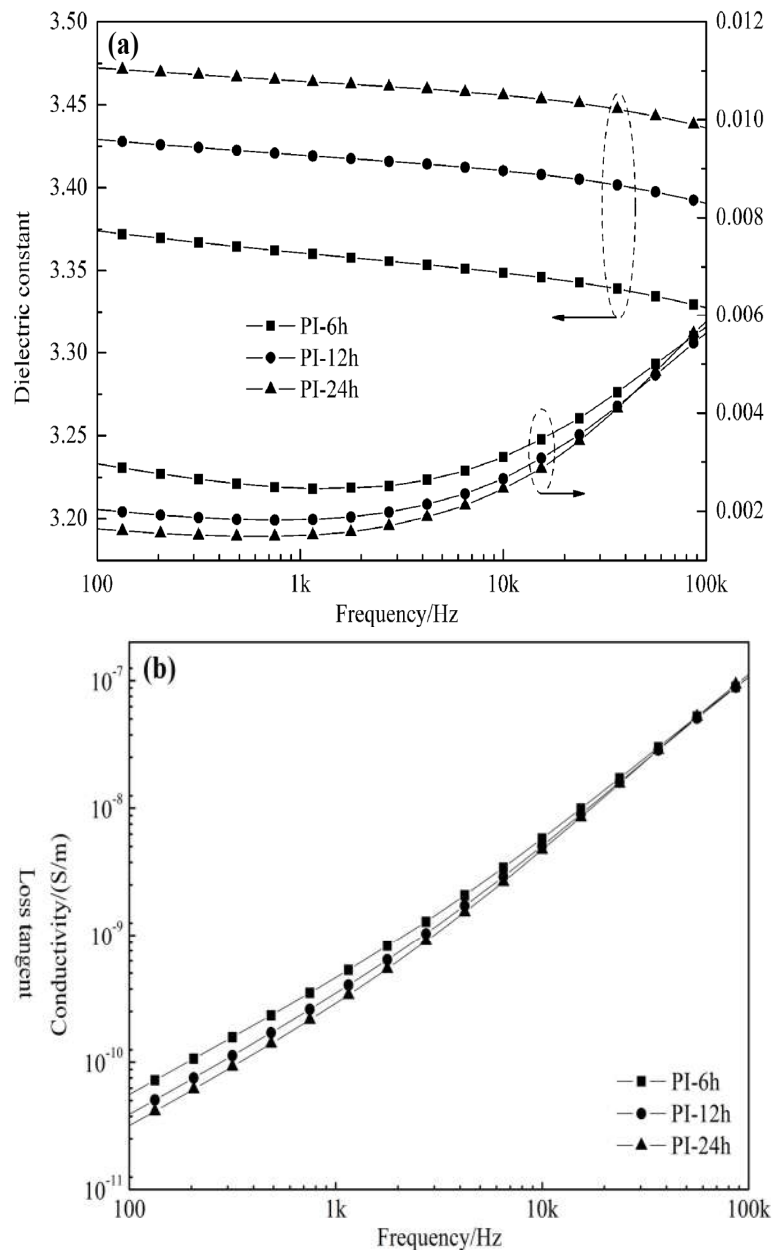 (a)
3.50
3.45
3.40
3.35
3.30
3.25
3.20
Dielectric constant
0.012
0.010
0.008
0.006
0.004
0.002
PI-6h
PI-12h
PI-24h
100
1k
10k
100k
Frequency/Hz
(b)
10-7
10-8
10-9
10-10
10-11
Loss tangent
Conductivity/(S/m)
PI-6h
PI-12h
PI-24h
100
1k
10k
100k
Frequency/Hz